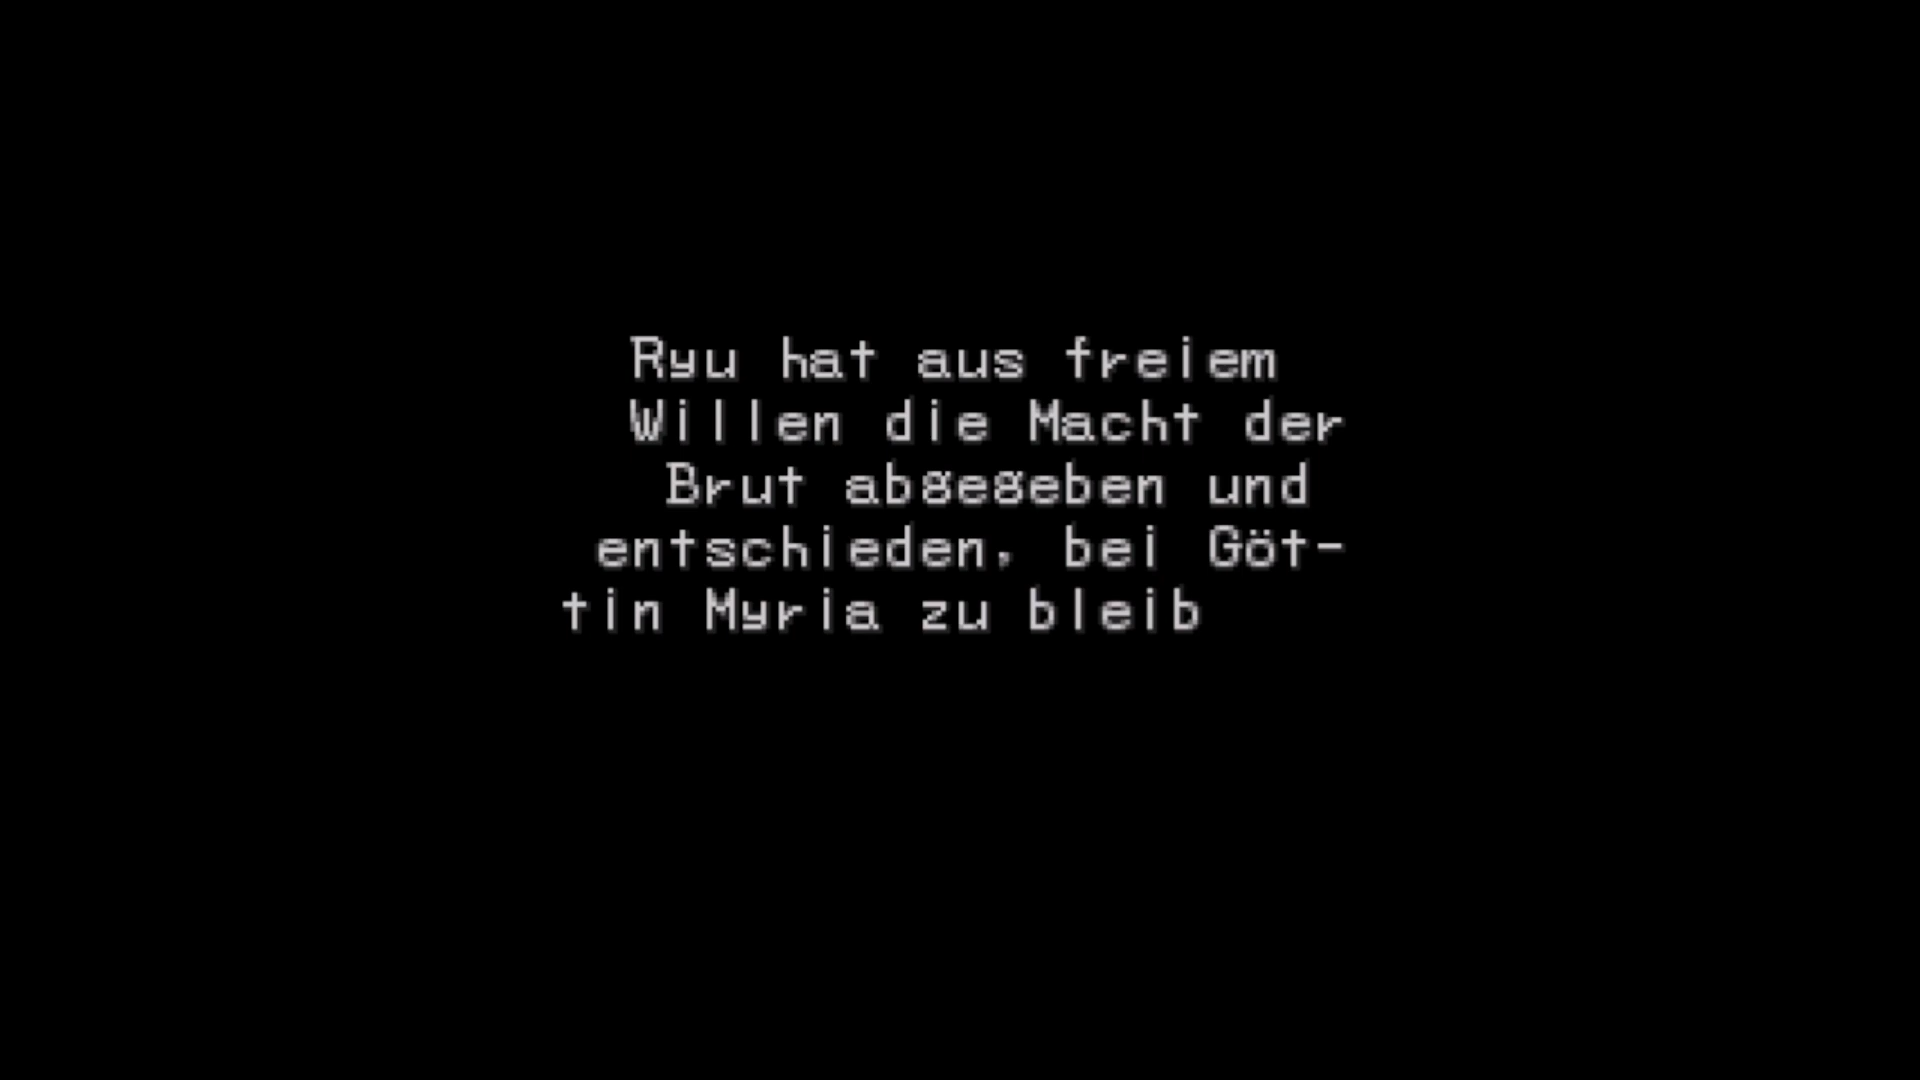 Ryu hat aus freiem
Willen die Macht der
Brut abgegeben und
entschieden, bei Göt-
tin Myria zu bleib